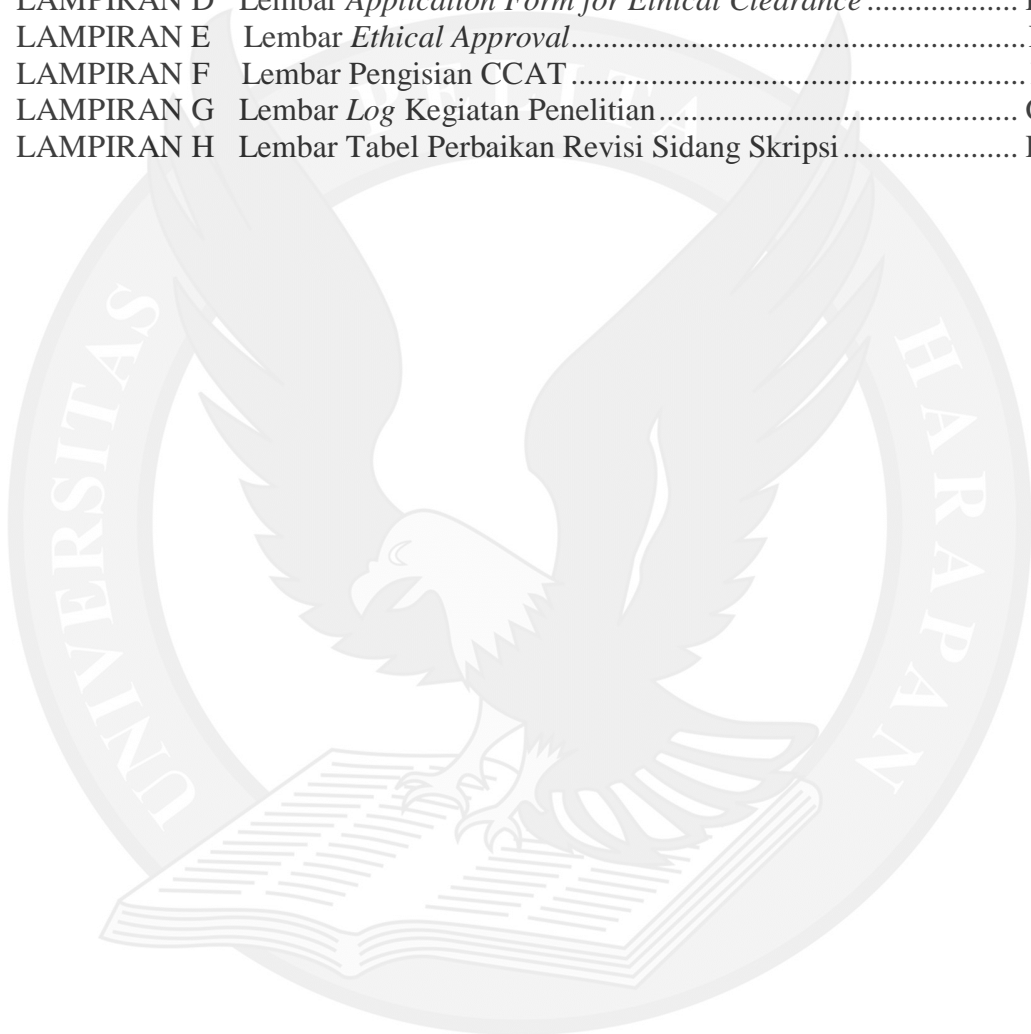 LAMPIRAN D Lembar Application Form for Ethical Clearance ....................
LAMPIRAN E Lembar Ethical Approval..........................................................
LAMPIRAN F Lembar Pengisian CCAT..........................................................
LAMPIRAN G Lembar Log Kegiatan Penelitian..............................................
LAMPIRAN H Lembar Tabel Perbaikan Revisi Sidang Skripsi......................
UNIVERSITAS PELITA HARAPAN